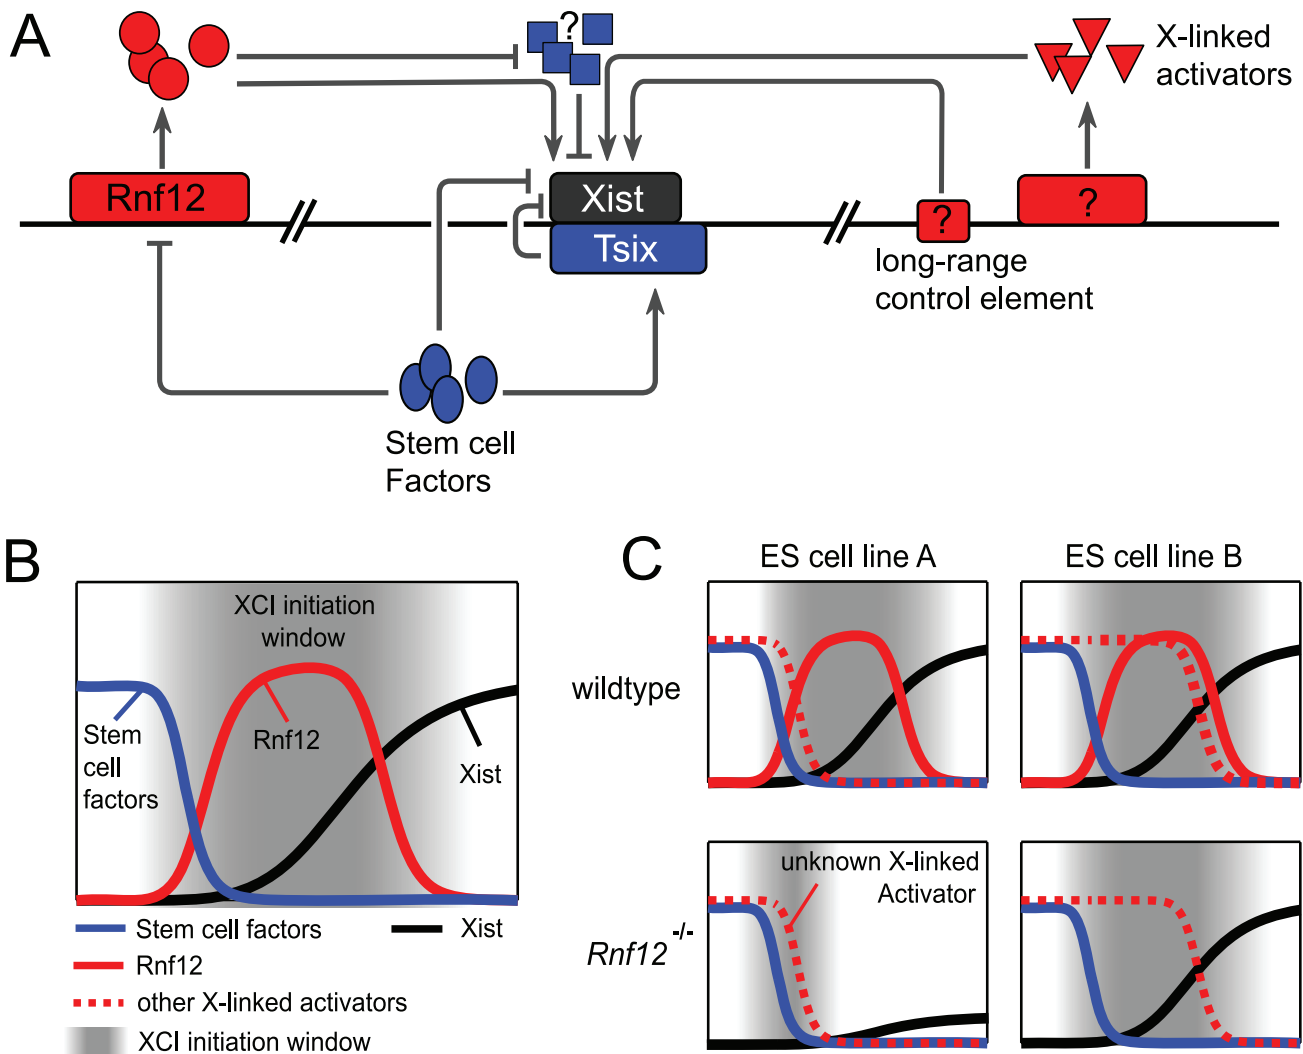 A
?
X-linked
activators
Rnf12
Xist
?
?
Tsix
long-range
control element
Stem cell
Factors
B
XCI initiation
window
Stem
cell
factors
Rnf12
Xist
Stem cell factors
Xist
Rnf12
other X-linked activators
XCI initiation window
C
ES cell line A
ES cell line B
wildtype
unknown X-linked
Activator
Rnf12 -/-